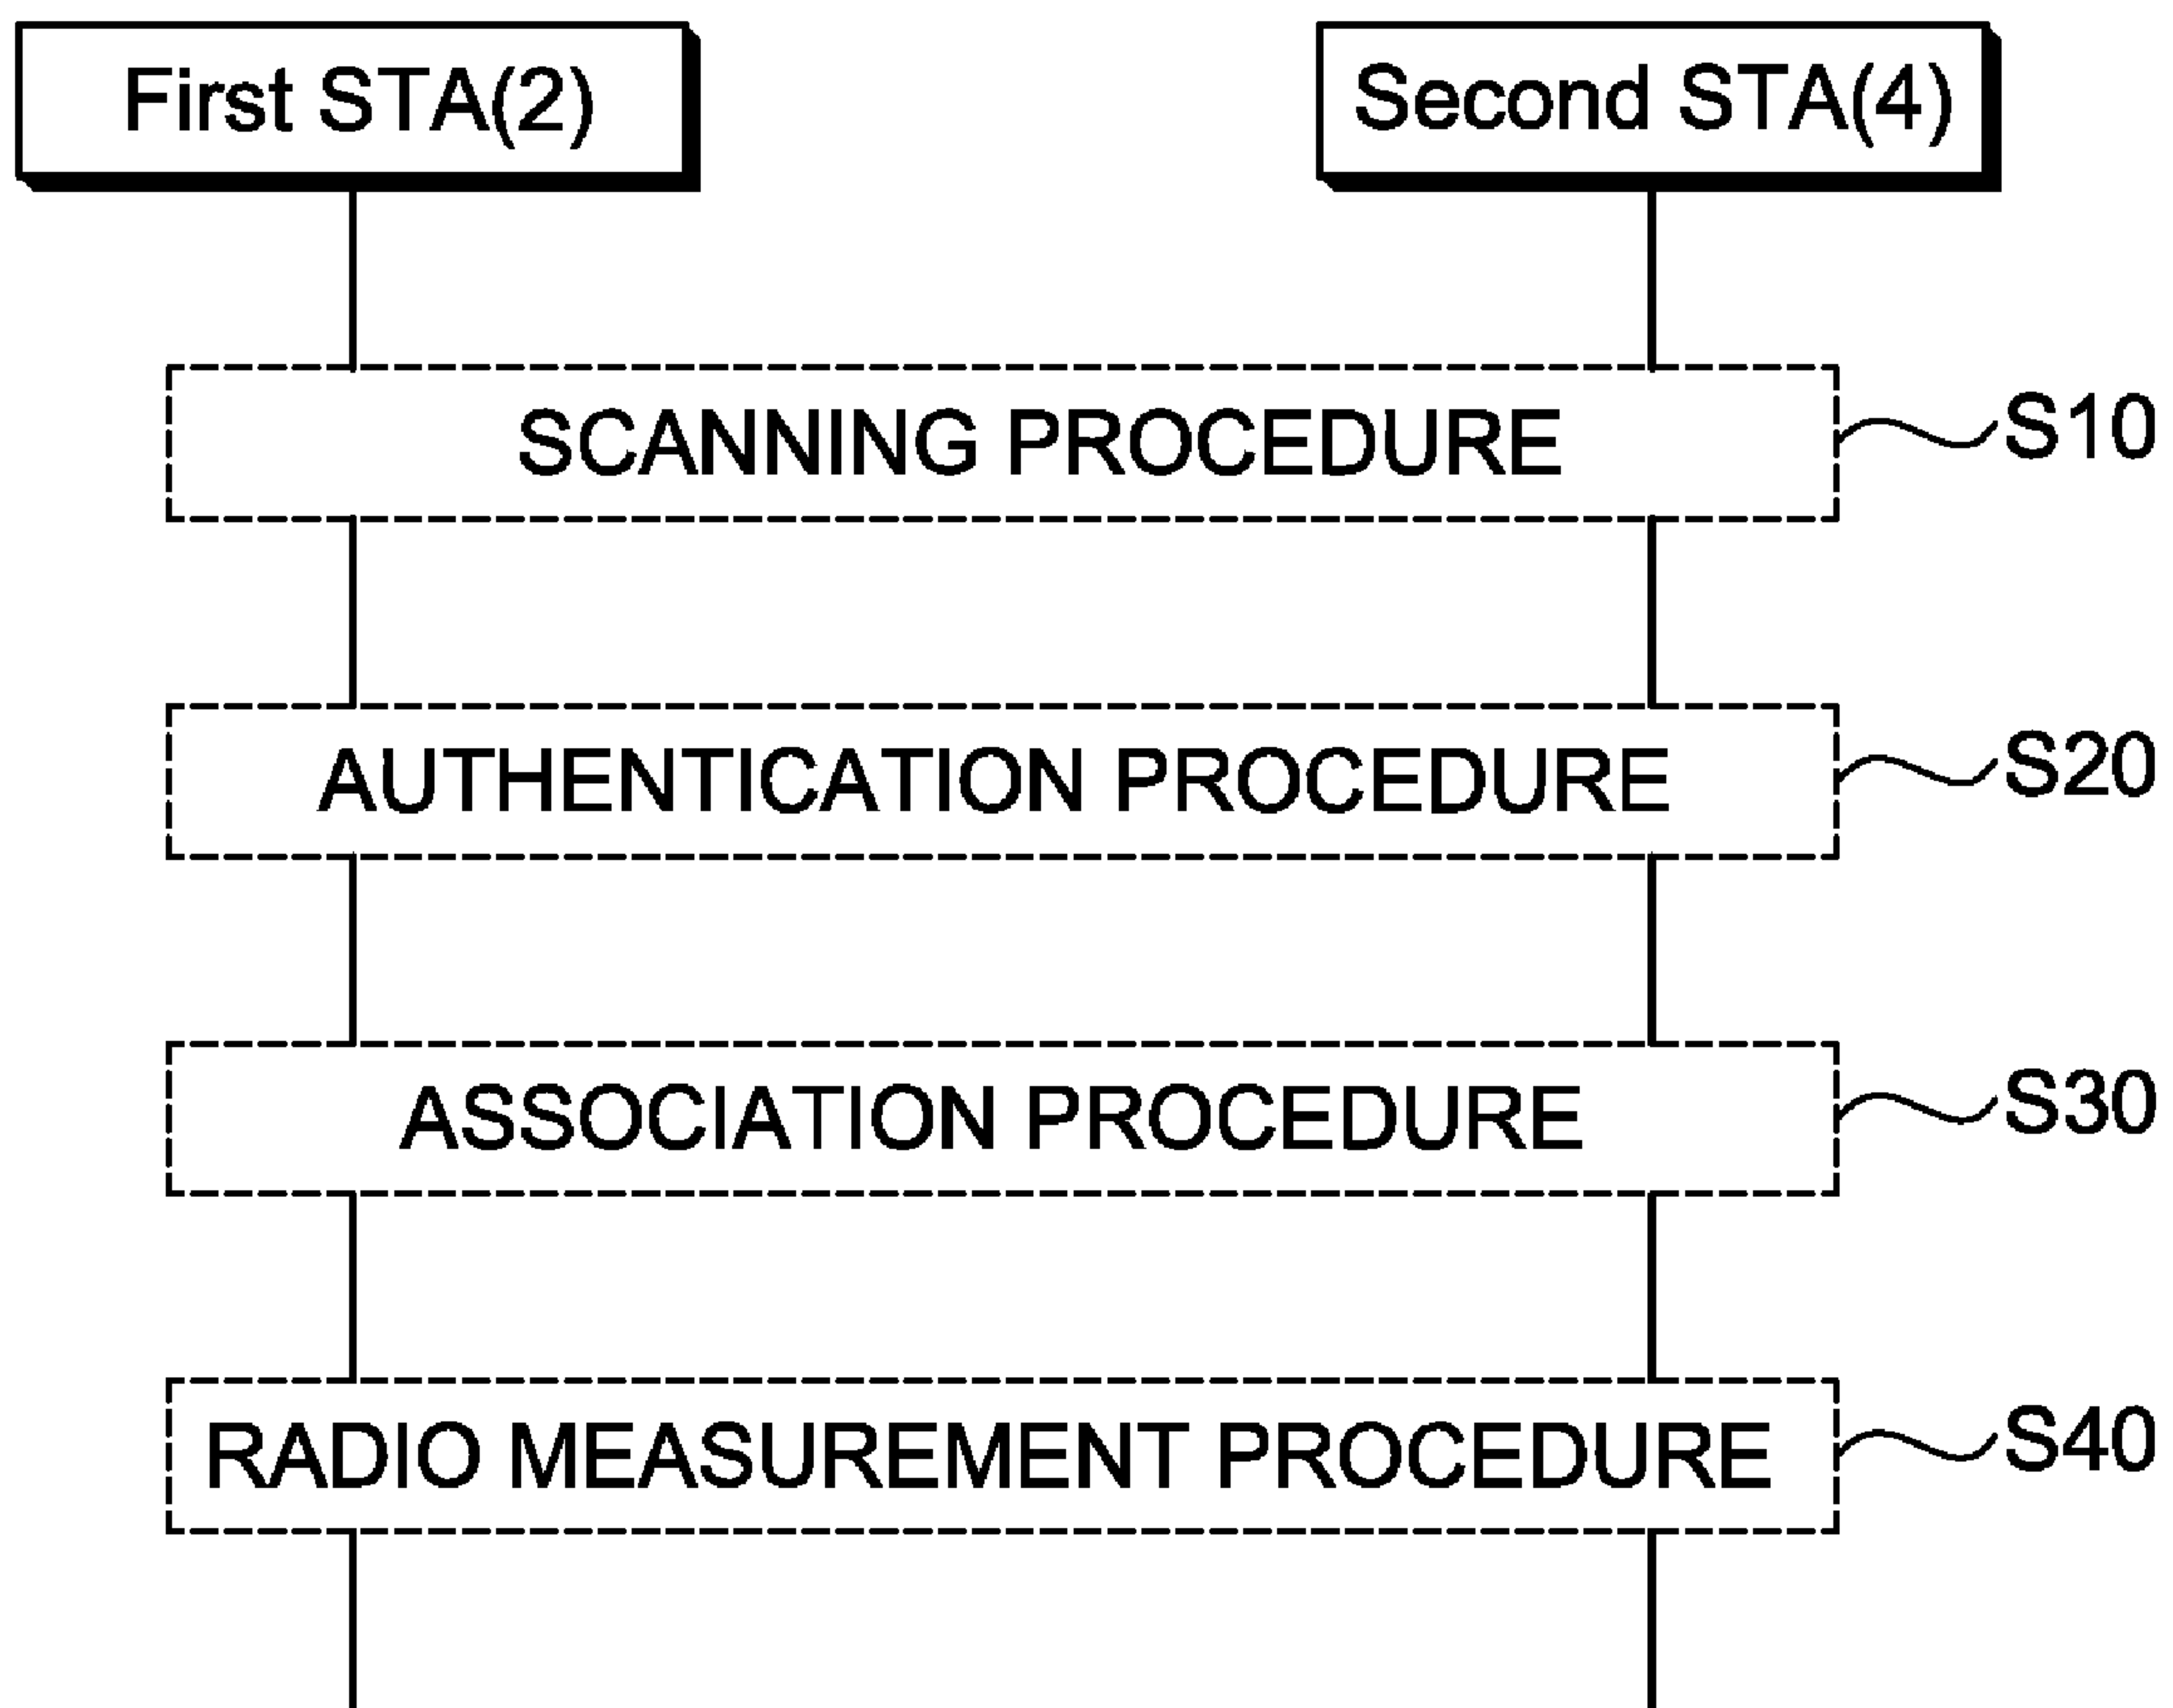 First STA(2)
Second STA(4)
SCANNING PROCEDURE
S10
AUTHENTICATION PROCEDURE
S20
ASSOCIATION PROCEDURE
S30
RADIO MEASUREMENT PROCEDURE
S40